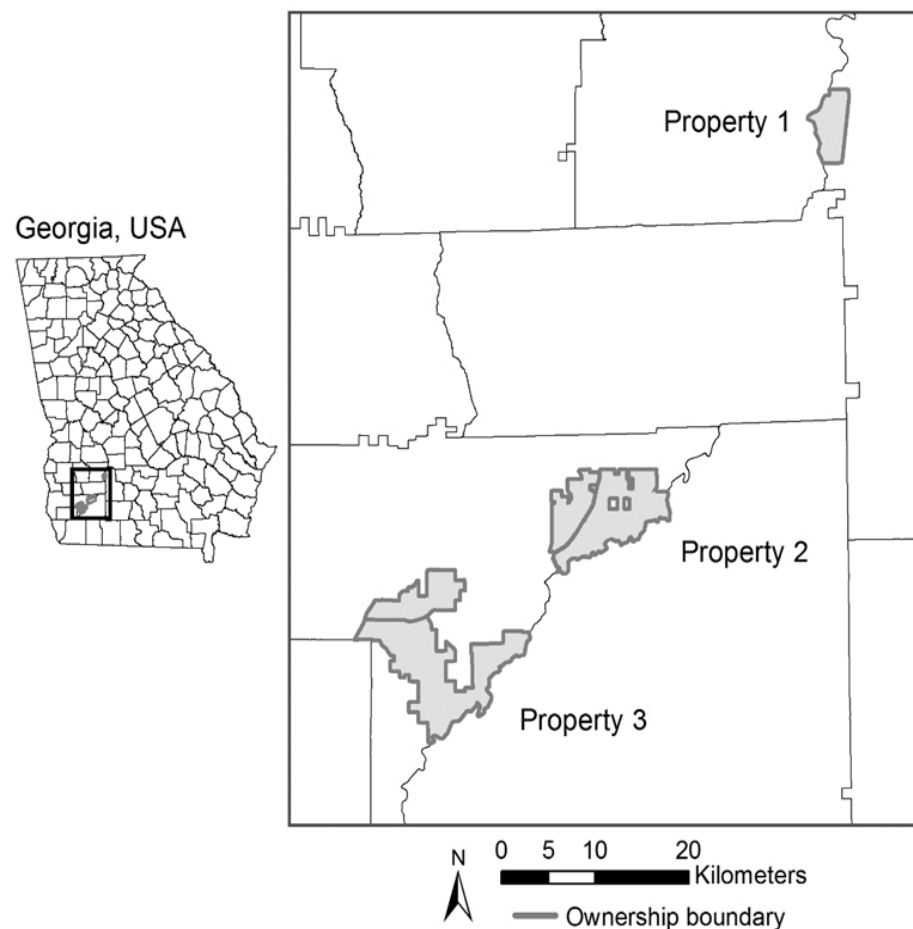 Georgia, USA
Property 1
Property 2
Property 3
N
0 5 10 20
Kilometers
Ownership boundary